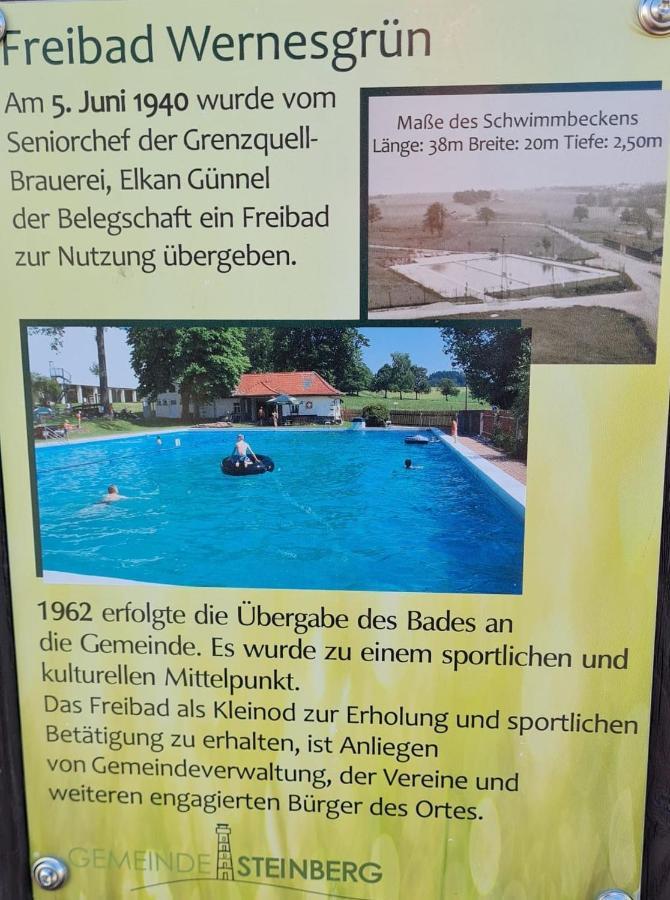 Freibad Wernesgrün
Am 5. Juni 1940 wurde vom
Seniorchef der Grenzquell-
Brauerei, Elkan Günnel
der Belegschaft ein Freibad
zur Nutzung übergeben.
Maße des Schwimmbeckens
Länge: 38m Breite: 20m Tiefe: 2,50m
1962 erfolgte die Übergabe des Bades an
die Gemeinde. Es wurde zu einem sportlichen und
kulturellen Mittelpunkt.
Das Freibad als Kleinod zur Erholung und sportlichen
Betätigung zu erhalten, ist Anliegen
von Gemeindeverwaltung, der Vereine und
weiteren engagierten Bürger des Ortes.
GEMEINDE STEINBERG